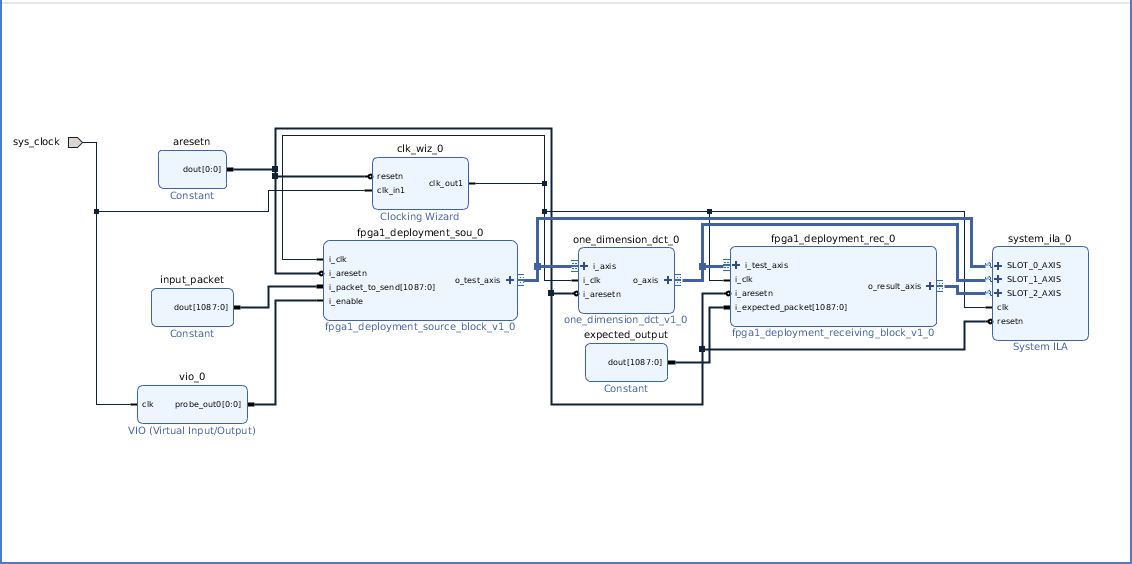 sys_clock
aresetn
dout[0:0]
Constant
clk_wiz_0
resetn
clk_in1
clk_out1
Clocking Wizard
fpga1_deployment_sou_0
i_clk
i_aresetn
i_packet_to_send[1087:0]
i_enable
o_test_axis
fpga1_deployment_source_block_v1_0
input_packet
dout[1087:0]
Constant
vio_0
clk
probe_out0[0:0]
VIO (Virtual Input/Output)
one_dimension_dct_0
i_axis
i_clk
i_aresetn
o_axis
one_dimension_dct_v1_0
expected_output
dout[1087:0]
Constant
fpga1_deployment_rec_0
i_test_axis
i_clk
i_aresetn
i_expected_packet[1087:0]
o_result_axis
fpga1_deployment_receiving_block_v1_0
system_ila_0
SLOT_0_AXIS
SLOT_1_AXIS
SLOT_2_AXIS
clk
resetn
System ILA